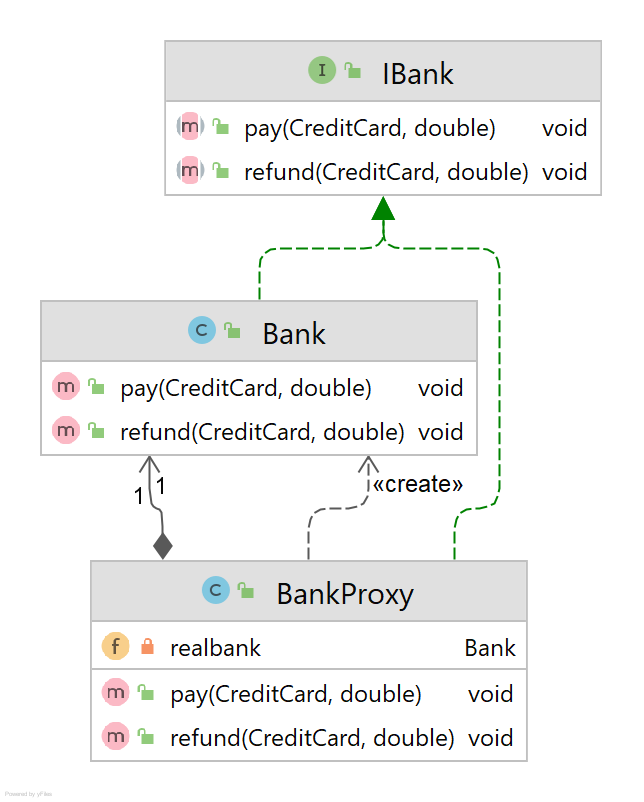 I IBank
m pay(CreditCard, double) void
m refund(CreditCard, double) void
C Bank
m pay(CreditCard, double) void
m refund(CreditCard, double) void
1 1
«create»
C BankProxy
f realbank Bank
m pay(CreditCard, double) void
m refund(CreditCard, double) void
Powered by yFiles